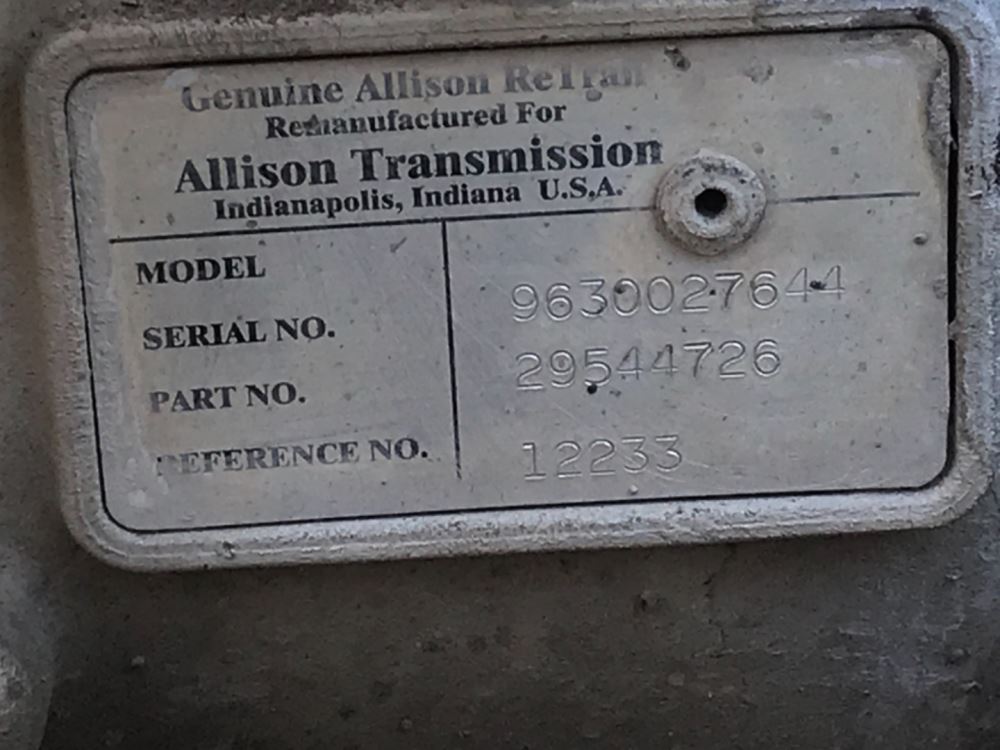 Genuine Allison ReTran
Remanufactured For
Allison Transmission
Indianapolis, Indiana U.S.A.
MODEL
SERIAL NO. 9630027644
PART NO. 29544726
REFERENCE NO. 12233